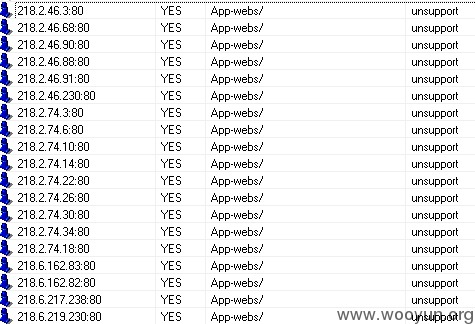 218.2.46.3:80 YES App-webs/ unsupport
218.2.46.68:80 YES App-webs/ unsupport
218.2.46.90:80 YES App-webs/ unsupport
218.2.46.88:80 YES App-webs/ unsupport
218.2.46.91:80 YES App-webs/ unsupport
218.2.46.230:80 YES App-webs/ unsupport
218.2.74.3:80 YES App-webs/ unsupport
218.2.74.6:80 YES App-webs/ unsupport
218.2.74.10:80 YES App-webs/ unsupport
218.2.74.14:80 YES App-webs/ unsupport
218.2.74.22:80 YES App-webs/ unsupport
218.2.74.26:80 YES App-webs/ unsupport
218.2.74.30:80 YES App-webs/ unsupport
218.2.74.34:80 YES App-webs/ unsupport
218.2.74.18:80 YES App-webs/ unsupport
218.6.162.83:80 YES App-webs/ unsupport
218.6.162.82:80 YES App-webs/ unsupport
218.6.217.238:80 YES App-webs/ unsupport
218.6.219.230:80 YES App-webs/ unsupport
www.wooyun.org